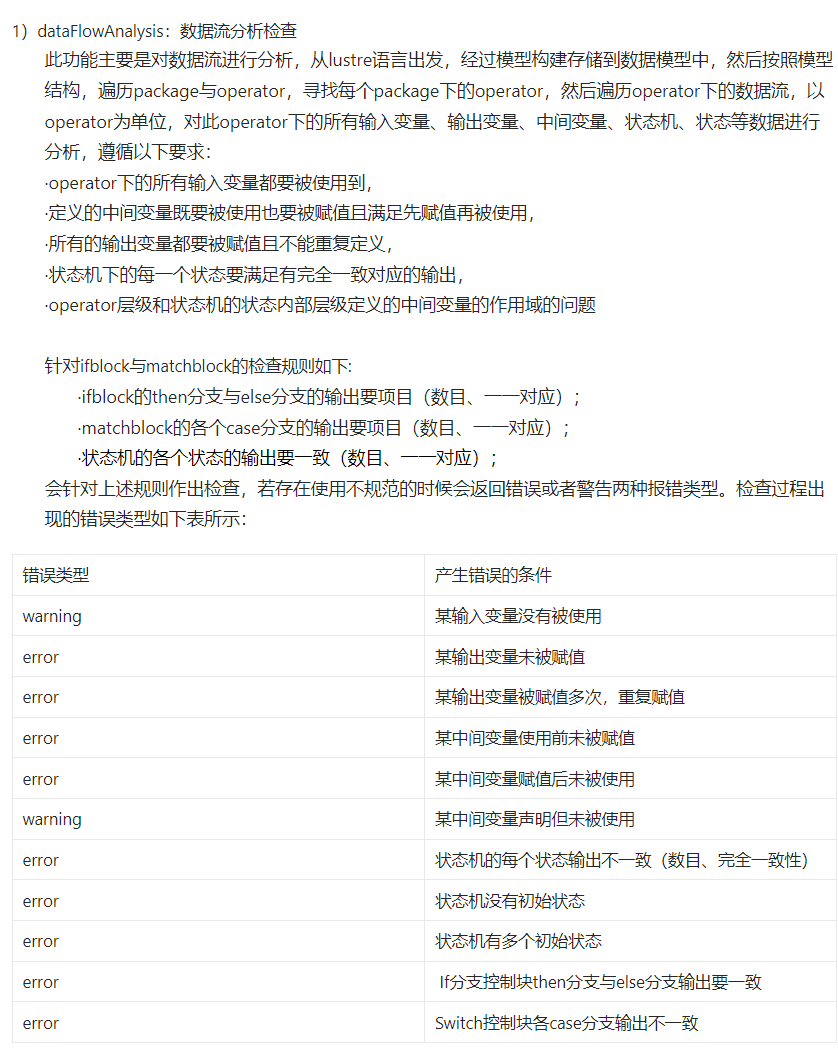 1）dataFlowAnalysis：数据流分析检查
此功能主要是对数据流进行分析，从lustre语言出发，经过模型构建存储到数据模型中，然后按照模型
结构，遍历package与operator，寻找每个package下的operator，然后遍历operator下的数据流，以
operator为单位，对此operator下的所有输入变量、输出变量、中间变量、状态机、状态等数据进行
分析，遵循以下要求：
·operator下的所有输入变量都要被使用到，
·定义的中间变量既要被使用也要被赋值且满足先赋值再被使用，
·所有的输出变量都要被赋值且不能重复定义，
·状态机下的每一个状态要满足有完全一致对应的输出，
·operator层级和状态机的状态内部层级定义的中间变量的作用域的问题
针对ifblock与matchblock的检查规则如下:
·ifblock的then分支与else分支的输出要项目（数目、一一对应）；
·matchblock的各个case分支的输出要项目（数目、一一对应）；
·状态机的各个状态的输出要一致（数目、一一对应）；
会针对上述规则作出检查，若存在使用不规范的时候会返回错误或者警告两种报错类型。检查过程出
现的错误类型如下表所示：
错误类型 产生错误的条件
warning 某输入变量没有被使用
error 某输出变量未被赋值
error 某输出变量被赋值多次，重复赋值
error 某中间变量使用前未被赋值
error 某中间变量赋值后未被使用
warning 某中间变量声明但未被使用
error 状态机的每个状态输出不一致（数目、完全一致性）
error 状态机没有初始状态
error 状态机有多个初始状态
error If分支控制块then分支与else分支输出要一致
error Switch控制块各case分支输出不一致